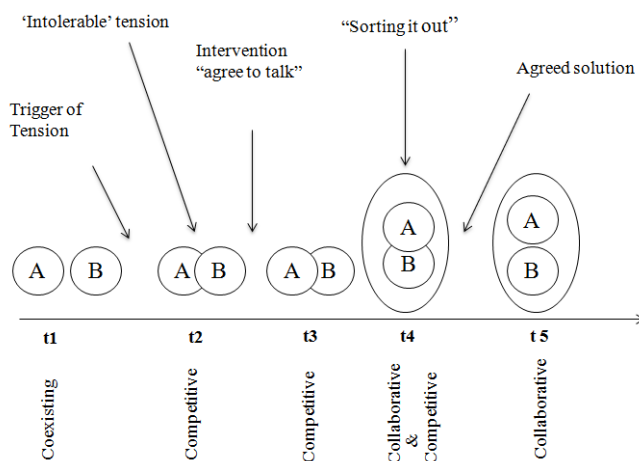 ‘Intolerable’ tension
“Sorting it out”
Intervention
“agree to talk”
Agreed solution
Trigger of
Tension
A B
A B
A B
A
B
A
B
t1 t2 t3 t4 t 5
Coexisting
Competitive
Competitive
Collaborative
&
Competitive
Collaborative